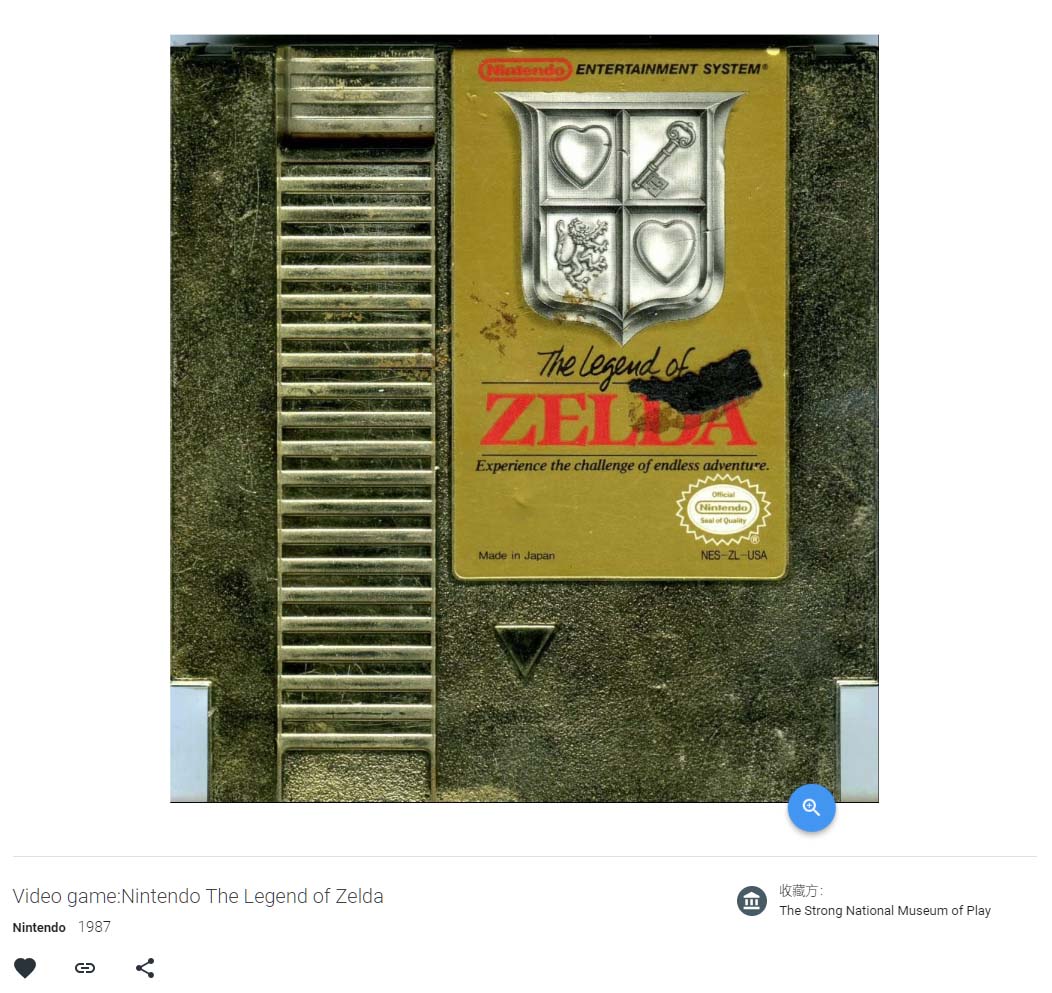 Nintendo ENTERTAINMENT SYSTEM®
The Legend of
ZELDA
Experience the challenge of endless adventure.
Official
Nintendo
Seal of Quality
®
Made in Japan
NES-ZL-USA
Video game:Nintendo The Legend of Zelda
Nintendo 1987
收藏方：
The Strong National Museum of Play